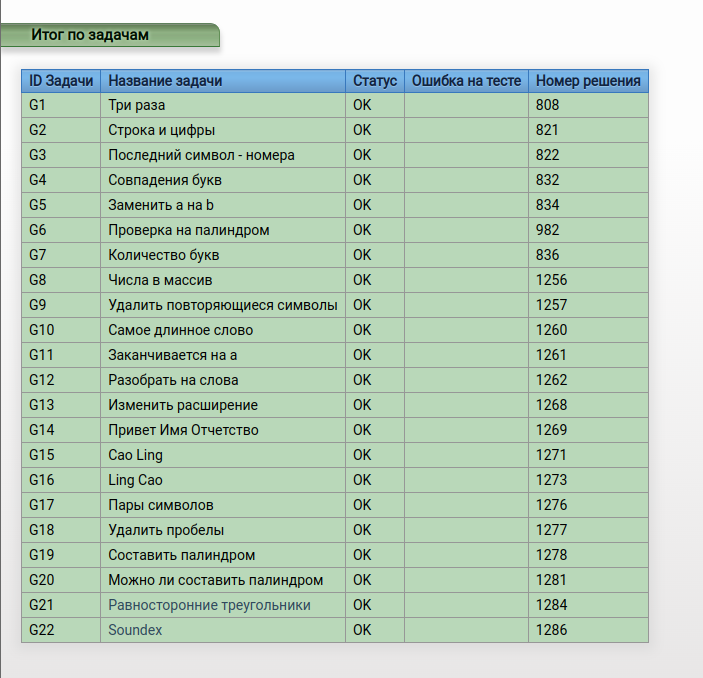 Итог по задачам
ID Задачи Название задачи Статус Ошибка на тесте Номер решения
G1 Три раза OK 808
G2 Строка и цифры OK 821
G3 Последний символ - номера OK 822
G4 Совпадения букв OK 832
G5 Заменить a на b OK 834
G6 Проверка на палиндром OK 982
G7 Количество букв OK 836
G8 Числа в массив OK 1256
G9 Удалить повторяющиеся символы OK 1257
G10 Самое длинное слово OK 1260
G11 Заканчивается на a OK 1261
G12 Разобрать на слова OK 1262
G13 Изменить расширение OK 1268
G14 Привет Имя Отчетство OK 1269
G15 Cao Ling OK 1271
G16 Ling Cao OK 1273
G17 Пары символов OK 1276
G18 Удалить пробелы OK 1277
G19 Составить палиндром OK 1278
G20 Можно ли составить палиндром OK 1281
G21 Равносторонние треугольники OK 1284
G22 Soundex OK 1286